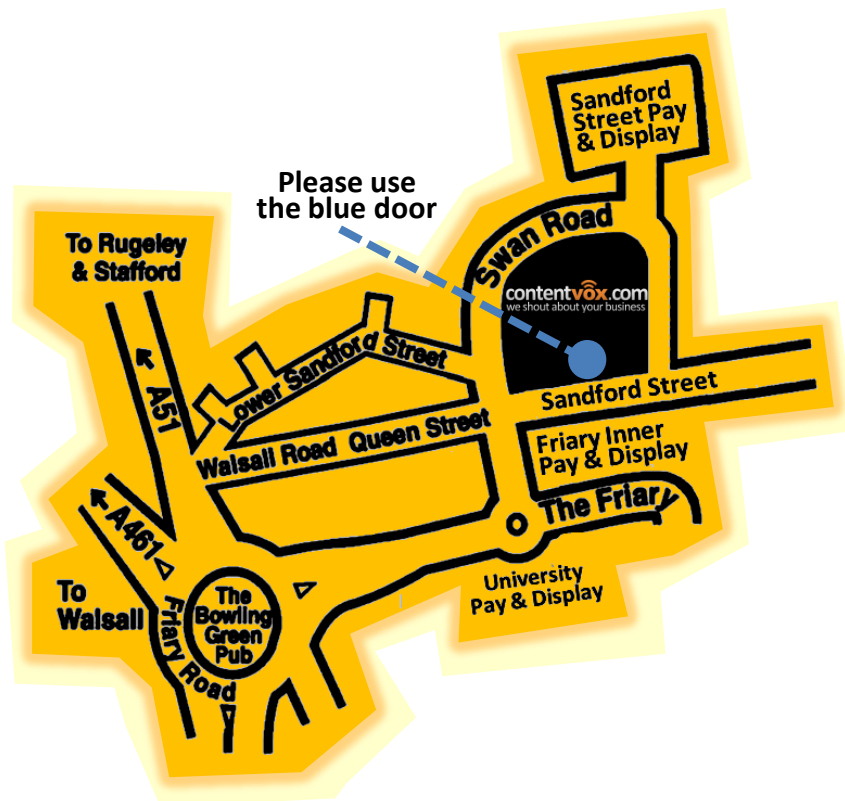 Sandford
Street Pay
& Display
Please use
the blue door
Swan Road
To Rugeley
& Stafford
contentvox.com
we shout about your business
A51
Lower Sandford Street
Sandford Street
Walsall Road Queen Street
Friary Inner
Pay & Display
The Friary
A461
University
Pay & Display
To
Walsall
The
Bowling
Green
Pub
Friary Road